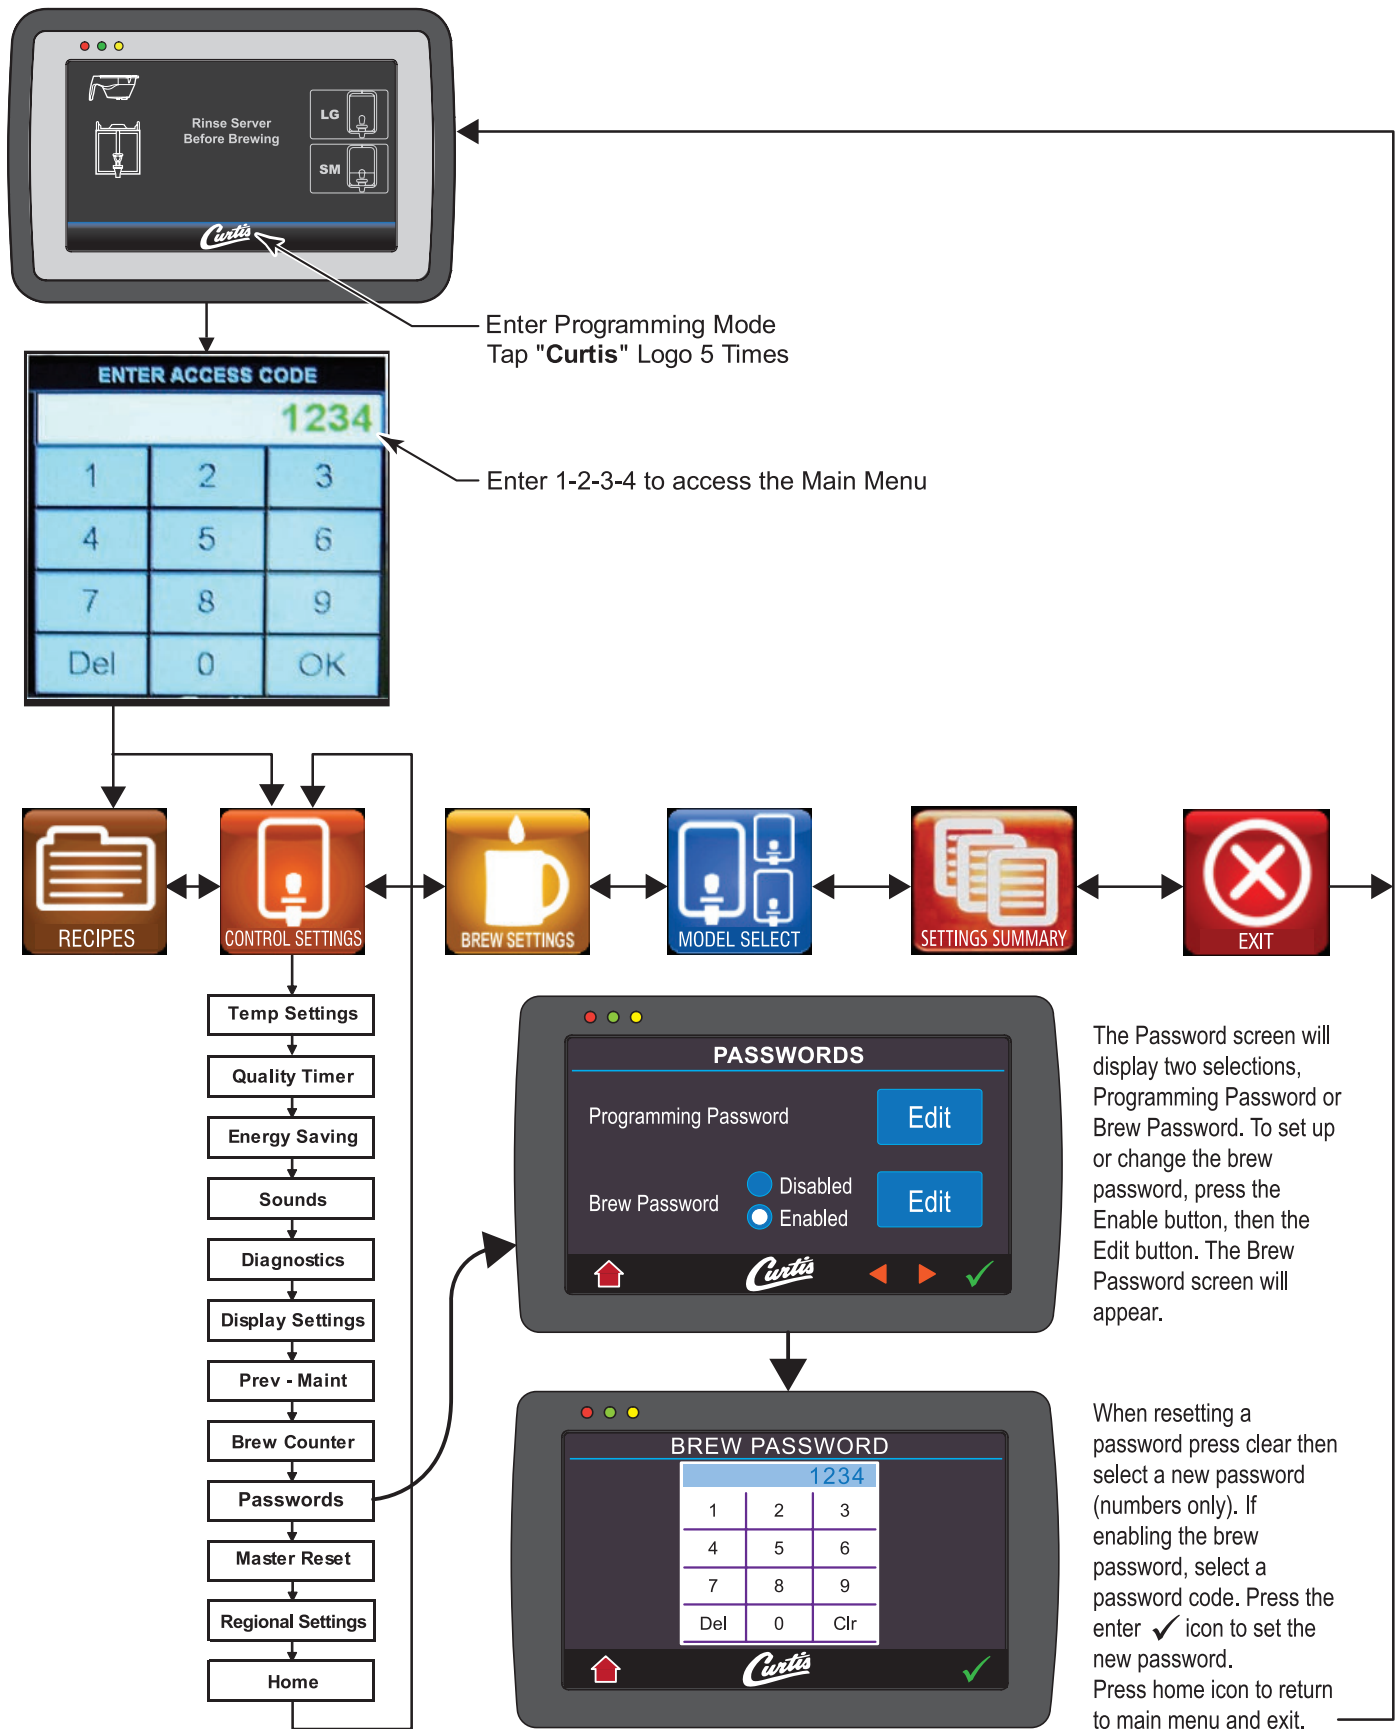 Rinse Server
Before Brewing
LG
SM
Curtis
Enter Programming Mode
Tap "Curtis" Logo 5 Times
ENTER ACCESS CODE
1234
1 2 3
4 5 6
7 8 9
Del 0 OK
Enter 1-2-3-4 to access the Main Menu
RECIPES
CONTROL SETTINGS
BREW SETTINGS
MODEL SELECT
SETTINGS SUMMARY
EXIT
Temp Settings
Quality Timer
Energy Saving
Sounds
Diagnostics
Display Settings
Prev - Maint
Brew Counter
Passwords
Master Reset
Regional Settings
Home
PASSWORDS
Programming Password
Edit
Brew Password
Disabled
Enabled
Edit
Curtis
The Password screen will
display two selections,
Programming Password or
Brew Password. To set up
or change the brew
password, press the
Enable button, then the
Edit button. The Brew
Password screen will
appear.
BREW PASSWORD
1234
1 2 3
4 5 6
7 8 9
Del 0 Clr
Curtis
When resetting a
password press clear then
select a new password
(numbers only). If
enabling the brew
password, select a
password code. Press the
enter ✓ icon to set the
new password.
Press home icon to return
to main menu and exit.